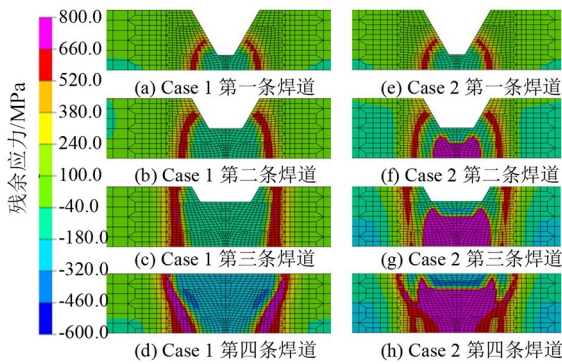 残余应力/MPa
800.0
660.0
520.0
380.0
240.0
100.0
-40.0
-180.0
-320.0
-460.0
-600.0
(a) Case 1 第一条焊道
(e) Case 2 第一条焊道
(b) Case 1 第二条焊道
(f) Case 2 第二条焊道
(c) Case 1 第三条焊道
(g) Case 2 第三条焊道
(d) Case 1 第四条焊道
(h) Case 2 第四条焊道